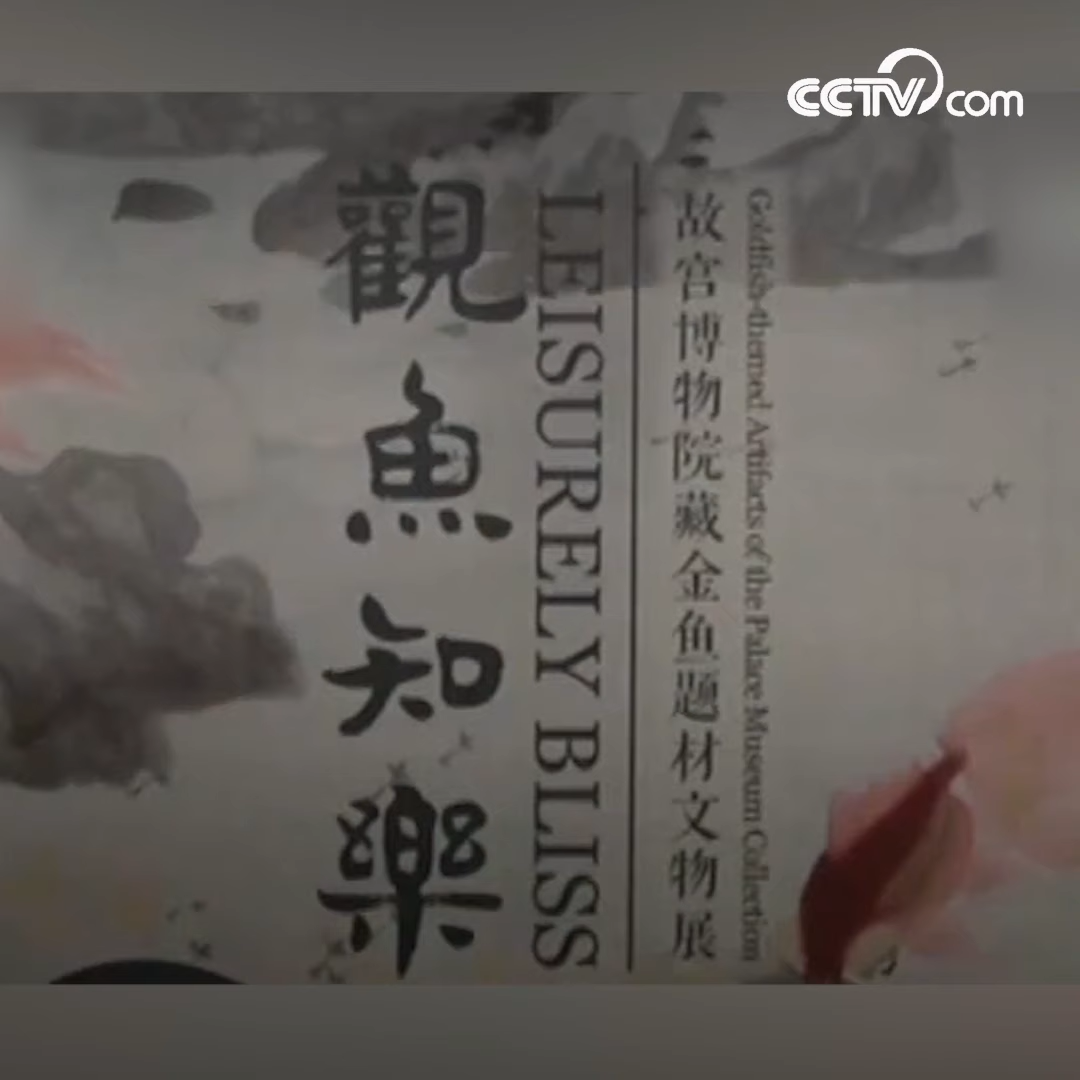 CCTV.com
觀魚知樂
LEISURELY BLISS
故宫博物院藏金鱼题材文物展
Goldfish-themed Artifacts of the Palace Museum Collection